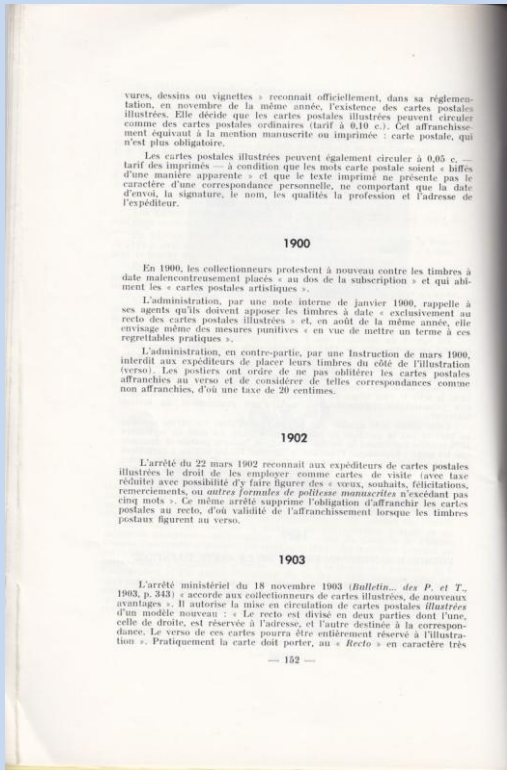 vures, dessins ou vignettes » reconnait officiellement, dans sa réglemen-
tation, en novembre de la même année, l'existence des cartes postales
illustrées. Elle décide que les cartes postales illustrées peuvent circuler
comme des cartes postales ordinaires (tarif à 0,10 c.). Cet affranchisse-
ment équivaut à la mention manuscrite ou imprimée : carte postale, qui
n'est plus obligatoire.
Les cartes postales illustrées peuvent également circuler à 0,05 c. —
tarif des imprimés — à condition que les mots carte postale soient « biffés
d'une manière apparente » et que le texte imprimé ne présente pas le
caractère d'une correspondance personnelle, ne comportant que la date
d'envoi, la signature, le nom, les qualités la profession et l'adresse de
l'expéditeur.
1900
En 1900, les collectionneurs protestent à nouveau contre les timbres à
date malencontreusement placés « au dos de la subscription » et qui abî-
ment les « cartes postales artistiques ».
L'administration, par une note interne de janvier 1900, rappelle à
ses agents qu'ils doivent apposer les timbres à date « exclusivement au
recto des cartes postales illustrées » et, en août de la même année, elle
envisage même des mesures punitives « en vue de mettre un terme à ces
regrettables pratiques ».
L'administration, en contre-partie, par une Instruction de mars 1900,
interdit aux expéditeurs de placer leurs timbres du côté de l'illustration
(verso). Les postiers ont ordre de ne pas oblitérer les cartes postales
affranchies au verso et de considérer de telles correspondances comme
non affranchies, d'où une taxe de 20 centimes.
1902
L'arrêté du 22 mars 1902 reconnait aux expéditeurs de cartes postales
illustrées le droit de les employer comme cartes de visite (avec taxe
réduite) avec possibilité d'y faire figurer des « vœux, souhaits, félicitations,
remerciements, ou autres formules de politesse manuscrites n'excédant pas
cinq mots ». Ce même arrêté supprime l'obligation d'affranchir les cartes
postales au recto, d'où validité de l'affranchissement lorsque les timbres
postaux figurent au verso.
1903
L'arrêté ministériel du 18 novembre 1903 (Bulletin... des P. et T.,
1903, p. 343) « accorde aux collectionneurs de cartes illustrées, de nouveaux
avantages ». Il autorise la mise en circulation de cartes postales illustrées
d'un modèle nouveau : « Le recto est divisé en deux parties dont l'une,
celle de droite, est réservée à l'adresse, et l'autre destinée à la correspon-
dance. Le verso de ces cartes pourra être entièrement réservé à l'illustra-
tion ». Pratiquement la carte doit porter, au « Recto » en caractère très
— 152 —